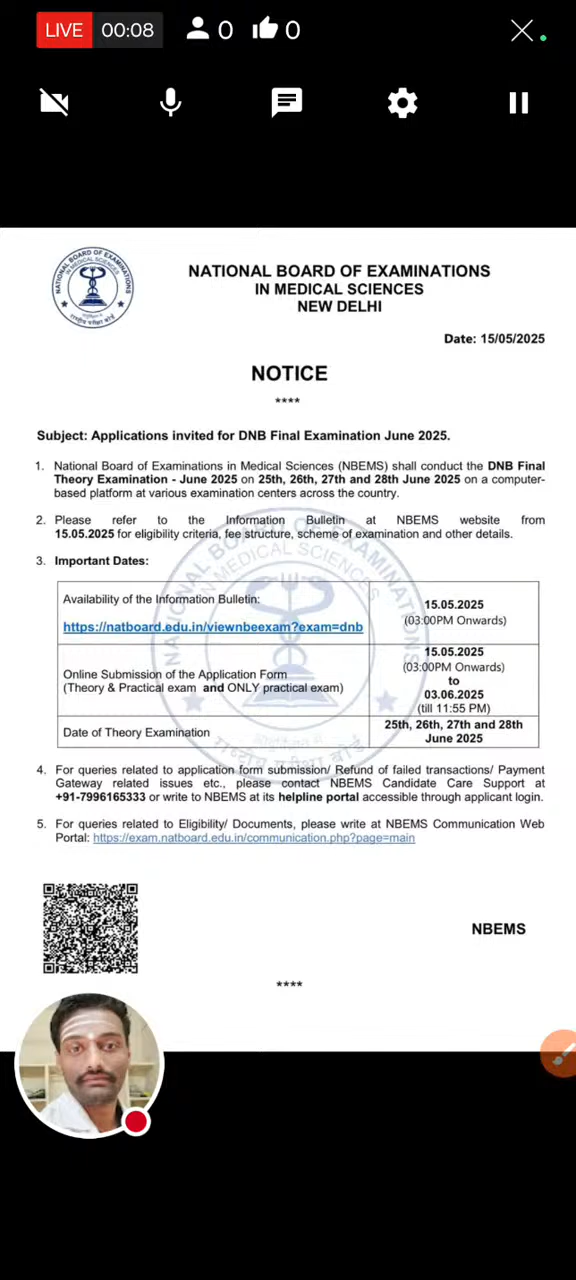 LIVE 00:08 0 0
NATIONAL BOARD OF EXAMINATIONS
IN MEDICAL SCIENCES
NEW DELHI
Date: 15/05/2025
NOTICE
****
Subject: Applications invited for DNB Final Examination June 2025.
1. National Board of Examinations in Medical Sciences (NBEMS) shall conduct the DNB Final
Theory Examination - June 2025 on 25th, 26th, 27th and 28th June 2025 on a computer-
based platform at various examination centers across the country.
2. Please refer to the Information Bulletin at NBEMS website from
15.05.2025 for eligibility criteria, fee structure, scheme of examination and other details.
3. Important Dates:
Availability of the Information Bulletin:
https://natboard.edu.in/viewnbeexam?exam=dnb
15.05.2025
(03:00PM Onwards)
Online Submission of the Application Form
(Theory & Practical exam and ONLY practical exam)
15.05.2025
(03:00PM Onwards)
to
03.06.2025
(till 11:55 PM)
Date of Theory Examination
25th, 26th, 27th and 28th
June 2025
4. For queries related to application form submission/ Refund of failed transactions/ Payment
Gateway related issues etc., please contact NBEMS Candidate Care Support at
+91-7996165333 or write to NBEMS at its helpline portal accessible through applicant login.
5. For queries related to Eligibility/ Documents, please write at NBEMS Communication Web
Portal: https://exam.natboard.edu.in/communication.php?page=main
NBEMS
****
NATIONAL BOARD OF EXAMINATIONS
IN MEDICAL SCIENCES
राष्ट्रीय परीक्षा बोर्ड